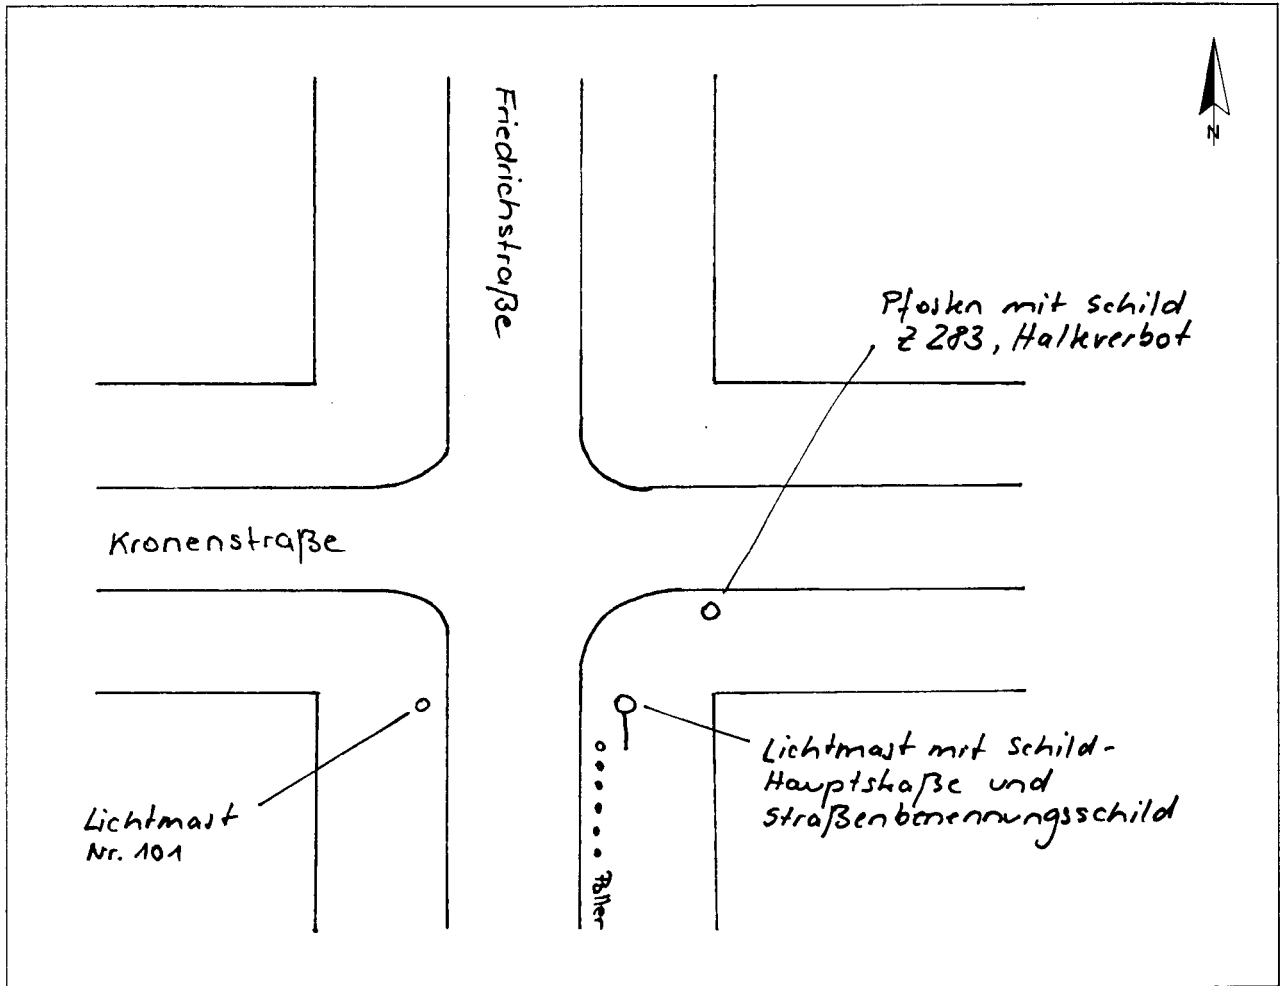 N
Friedrichstraße
Pfosten mit Schild
Z 283, Halteverbot
Kronenstraße
Lichtmast mit Schild-
Hauptstraße und
Straßenbenennungsschild
Lichtmast
Nr. 101
Poller